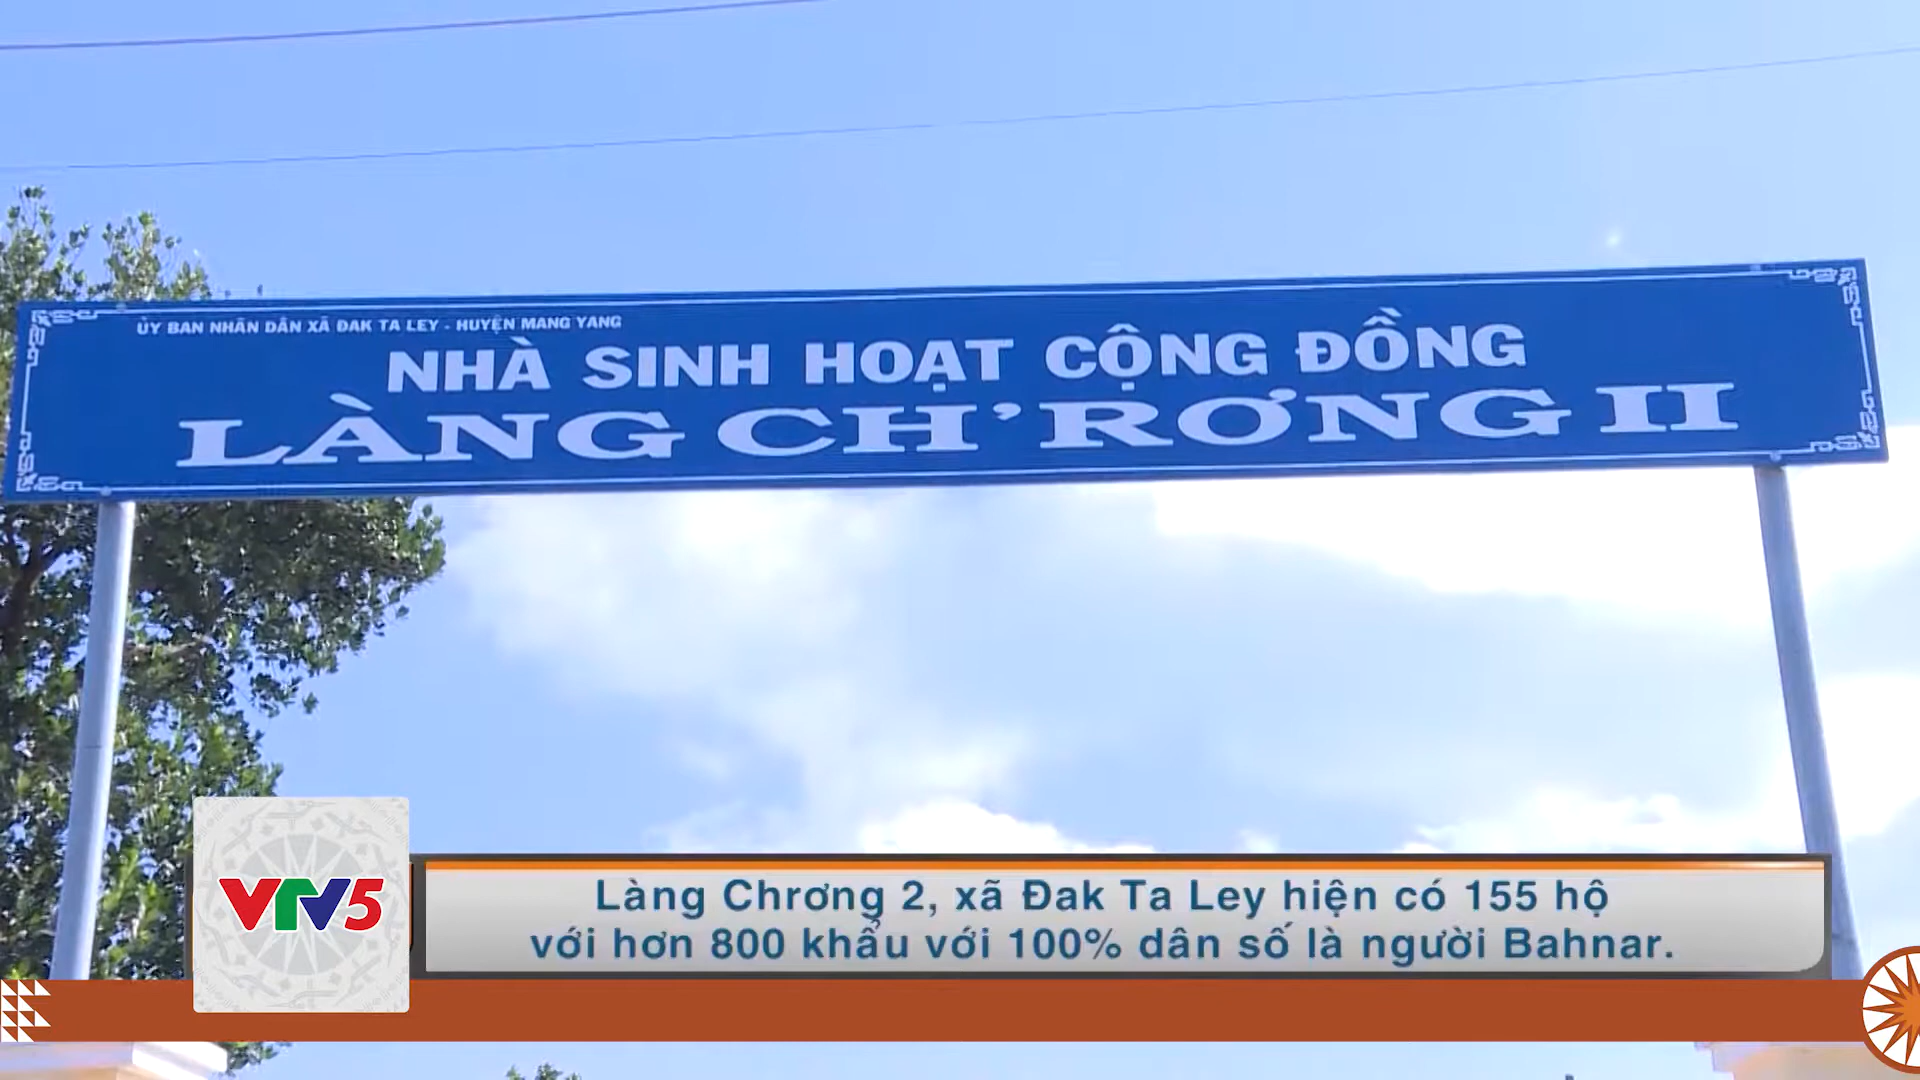 ỦY BAN NHÂN DÂN XÃ ĐAK TA LEY - HUYỆN MANG YANG
NHÀ SINH HOẠT CỘNG ĐỒNG
LÀNG CH'RƠNG II
VTV5
Làng Chrơng 2, xã Đak Ta Ley hiện có 155 hộ
với hơn 800 khẩu với 100% dân số là người Bahnar.